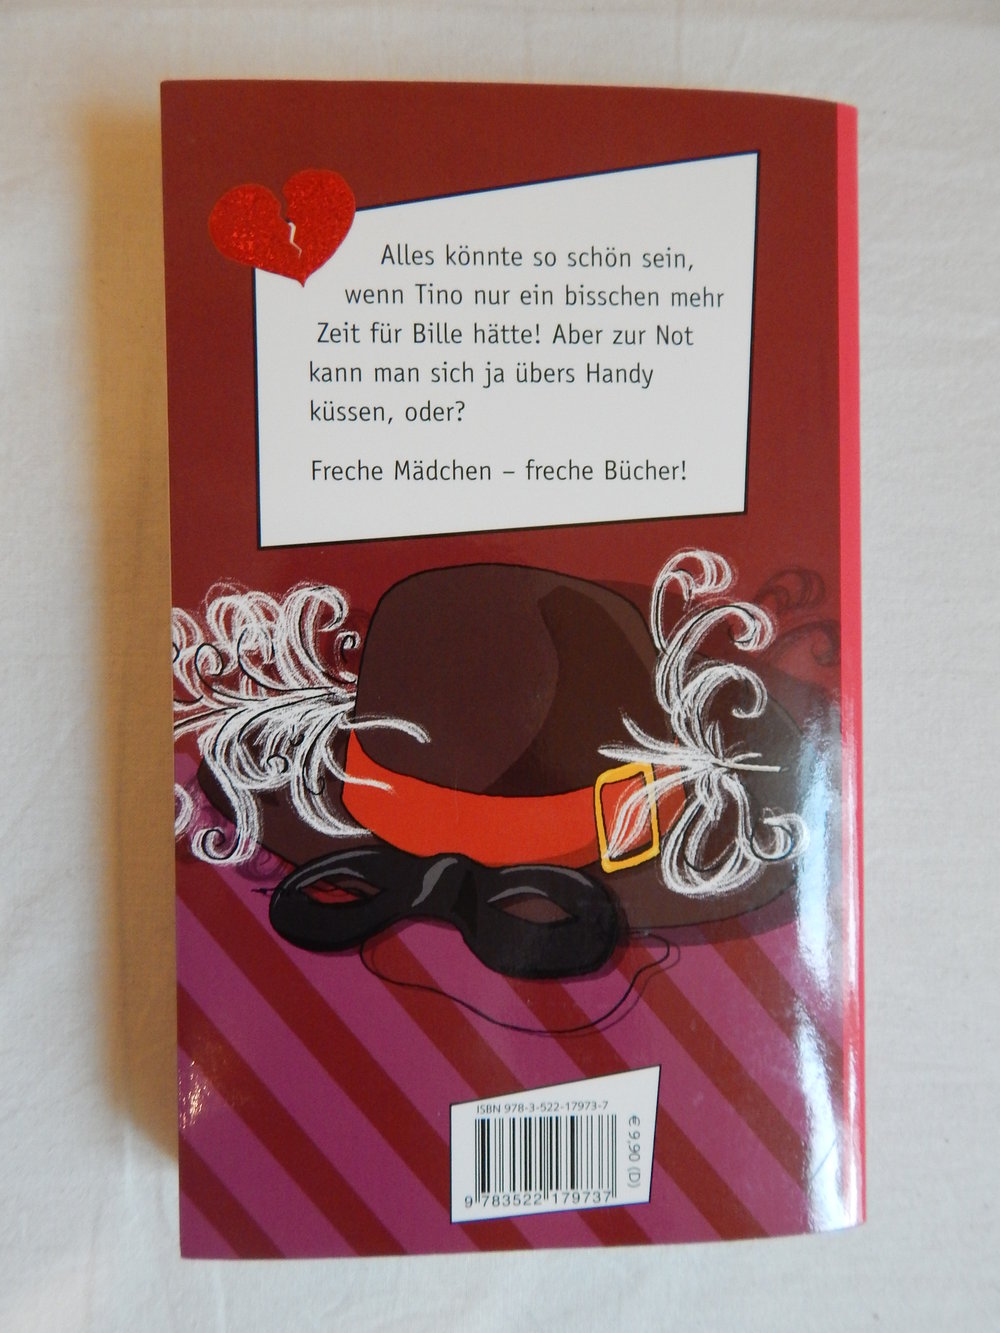 Alles könnte so schön sein,
wenn Tino nur ein bisschen mehr
Zeit für Bille hätte! Aber zur Not
kann man sich ja übers Handy
küssen, oder?
Freche Mädchen – freche Bücher!
ISBN 978-3-522-17973-7
€ 9,90 (D)
9 783522 179737